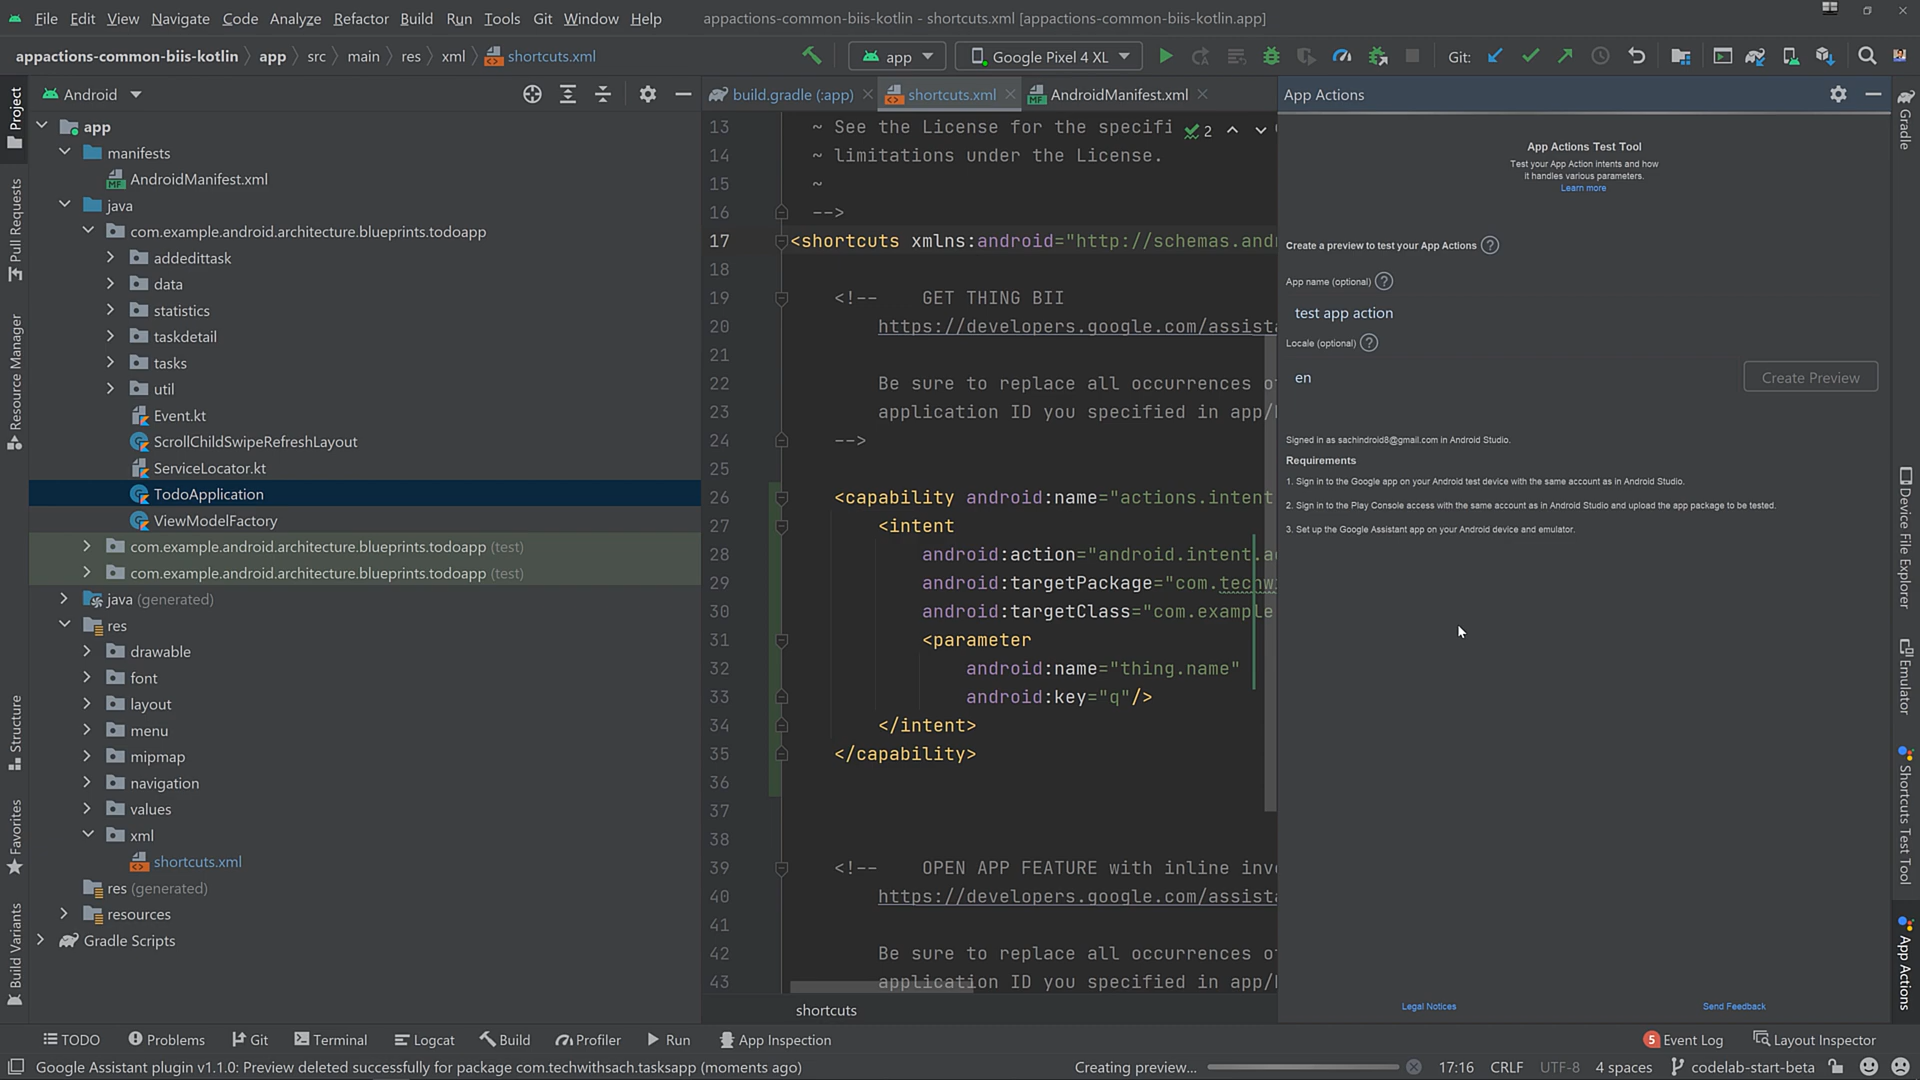 File Edit View Navigate Code Analyze Refactor Build Run Tools Git Window Help appactions-common-biis-kotlin - shortcuts.xml [appactions-common-biis-kotlin.app]
appactions-common-biis-kotlin app src main res xml shortcuts.xml app Google Pixel 4 XL Git:
Project
Pull Requests
Resource Manager
Structure
Favorites
Build Variants
Android
app
manifests
AndroidManifest.xml
java
com.example.android.architecture.blueprints.todoapp
addedittask
data
statistics
taskdetail
tasks
util
Event.kt
ScrollChildSwipeRefreshLayout
ServiceLocator.kt
TodoApplication
ViewModelFactory
com.example.android.architecture.blueprints.todoapp (test)
com.example.android.architecture.blueprints.todoapp (test)
java (generated)
res
drawable
font
layout
menu
mipmap
navigation
values
xml
shortcuts.xml
res (generated)
resources
Gradle Scripts
build.gradle (:app) shortcuts.xml AndroidManifest.xml
2
13 ~ See the License for the specifi
14 ~ limitations under the License.
15 ~
16 -->
17 <shortcuts xmlns:android="http://schemas.and
18
19 <!-- GET THING BII
20 https://developers.google.com/assista
21
22 Be sure to replace all occurrences o
23 application ID you specified in app/
24 -->
25
26 <capability android:name="actions.intent
27 <intent
28 android:action="android.intent.a
29 android:targetPackage="com.techw
30 android:targetClass="com.example
31 <parameter
32 android:name="thing.name"
33 android:key="q"/>
34 </intent>
35 </capability>
36
37
38
39 <!-- OPEN APP FEATURE with inline inv
40 https://developers.google.com/assista
41
42 Be sure to replace all occurrences o
43 application ID you specified in app/
shortcuts
App Actions
App Actions Test Tool
Test your App Action intents and how
it handles various parameters.
Learn more
Create a preview to test your App Actions ?
App name (optional) ?
test app action
Locale (optional) ?
en
Create Preview
Signed in as sachindroid8@gmail.com in Android Studio.
Requirements
1. Sign in to the Google app on your Android test device with the same account as in Android Studio.
2. Sign in to the Play Console access with the same account as in Android Studio and upload the app package to be tested.
3. Set up the Google Assistant app on your Android device and emulator.
Legal Notices Send Feedback
Gradle
Device File Explorer
Emulator
Shortcuts Test Tool
App Actions
TODO Problems Git Terminal Logcat Build Profiler Run App Inspection 5 Event Log Layout Inspector
Google Assistant plugin v1.1.0: Preview deleted successfully for package com.techwithsach.tasksapp (moments ago) Creating preview... 17:16 CRLF UTF-8 4 spaces codelab-start-beta